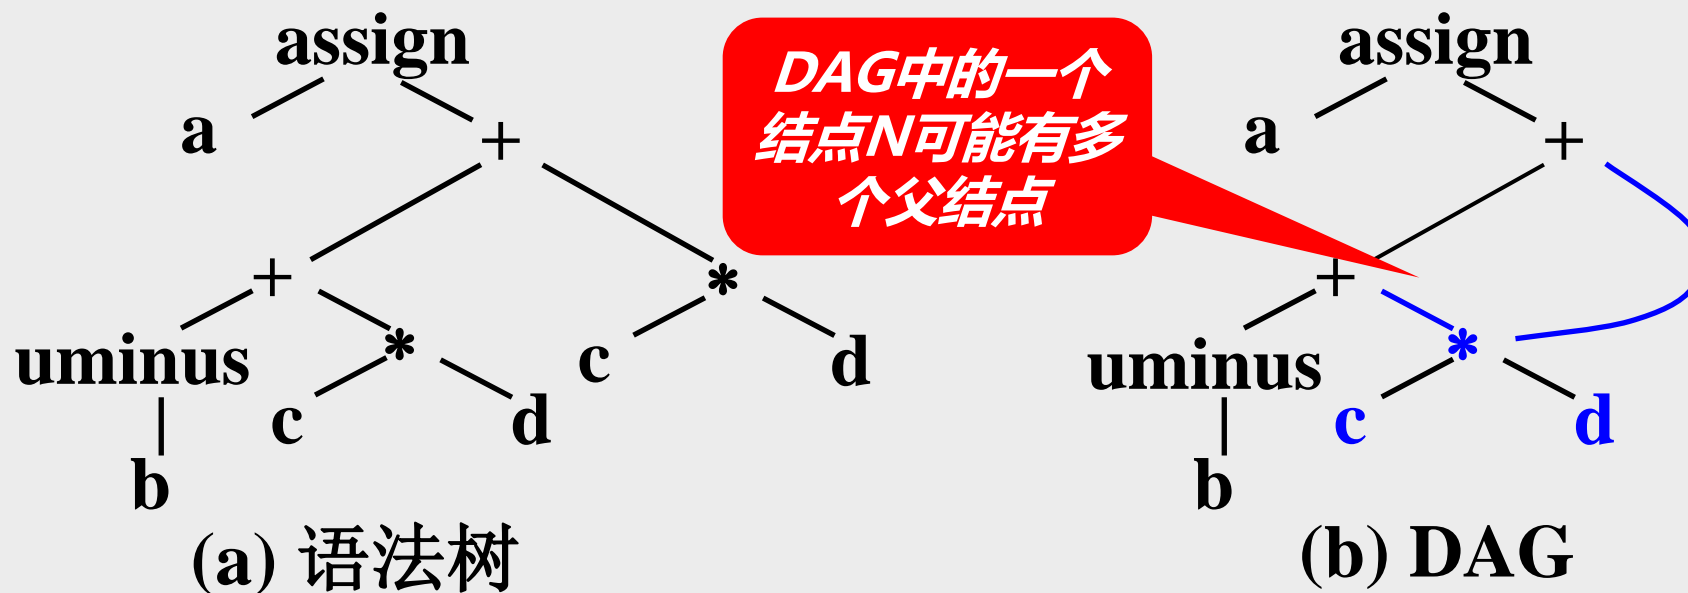 assign
a
+
+
*
uminus
*
c
d
c
d
b
(a) 语法树
DAG中的一个
结点N可能有多
个父结点
assign
a
+
+
uminus
*
c
d
b
(b) DAG